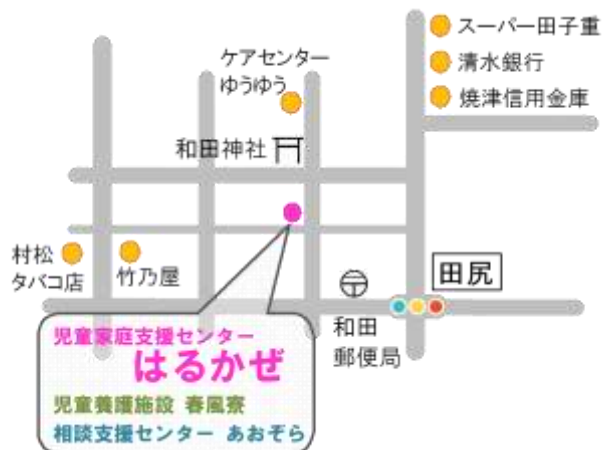 スーパー田子重
清水銀行
焼津信用金庫
ケアセンター
ゆうゆう
和田神社
村松
タバコ店
竹乃屋
田尻
和田
郵便局
児童家庭支援センター
はるかぜ
児童養護施設 春風寮
相談支援センター あおぞら